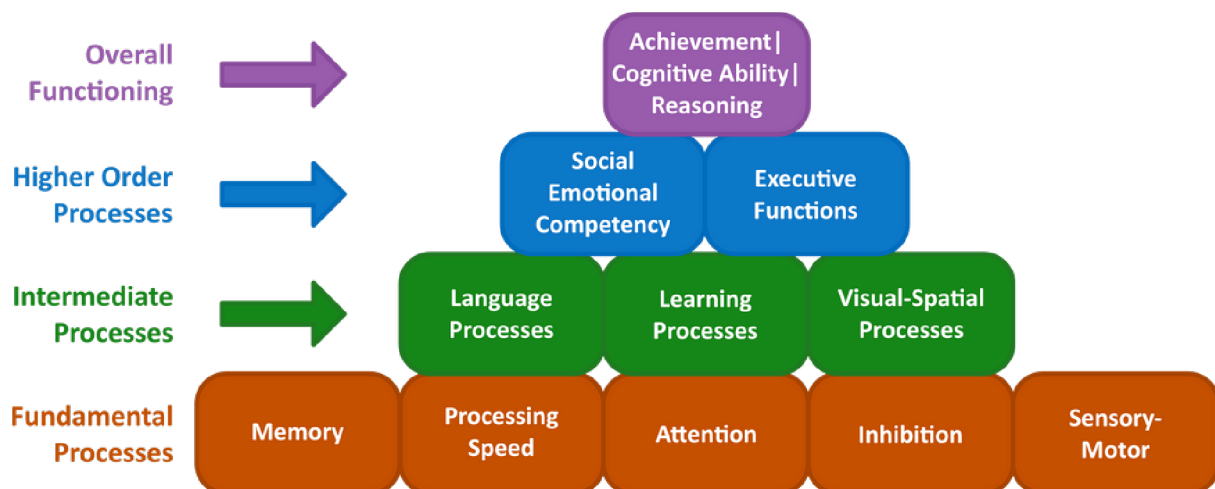 Overall
Functioning
Achievement|
Cognitive Ability|
Reasoning
Higher Order
Processes
Social
Emotional
Competency
Executive
Functions
Intermediate
Processes
Language
Processes
Learning
Processes
Visual-Spatial
Processes
Fundamental
Processes
Memory
Processing
Speed
Attention
Inhibition
Sensory-
Motor